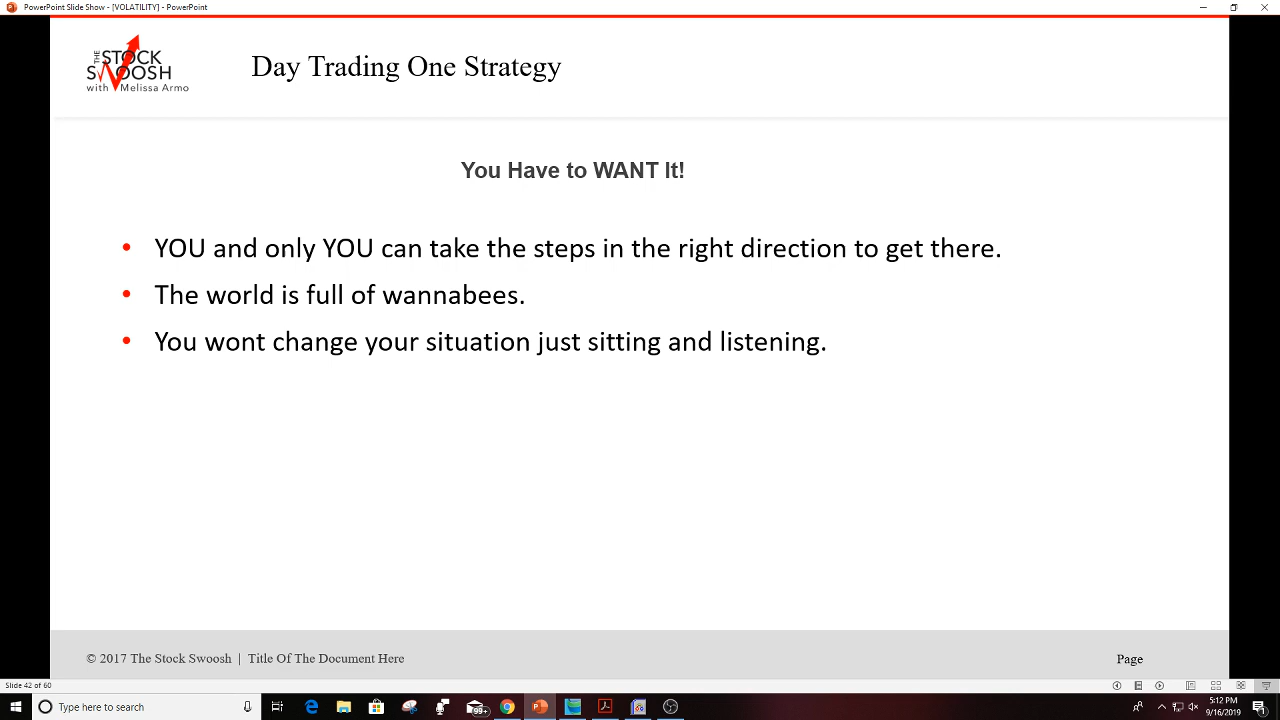 PowerPoint Slide Show - [VOLATILITY] - PowerPoint
THE
STOCK
SWOOSH
with Melissa Armo
Day Trading One Strategy
You Have to WANT It!
• YOU and only YOU can take the steps in the right direction to get there.
• The world is full of wannabees.
• You wont change your situation just sitting and listening.
© 2017 The Stock Swoosh | Title Of The Document Here
Page
Slide 42 of 60
Type here to search
99+
5:12 PM
9/16/2019